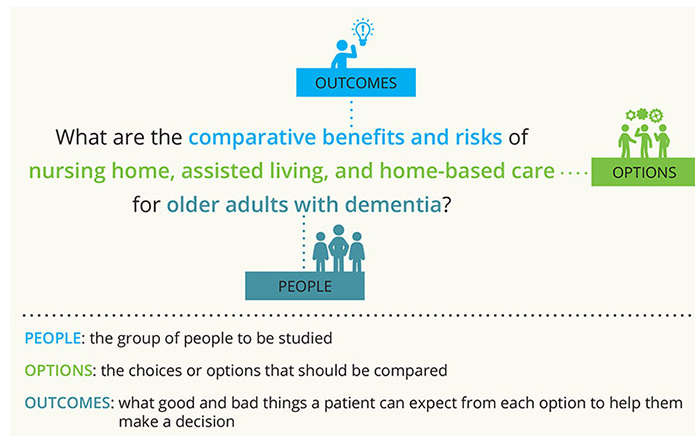 OUTCOMES
What are the comparative benefits and risks of
nursing home, assisted living, and home-based care
OPTIONS
for older adults with dementia?
PEOPLE
PEOPLE: the group of people to be studied
OPTIONS: the choices or options that should be compared
OUTCOMES: what good and bad things a patient can expect from each option to help them
make a decision